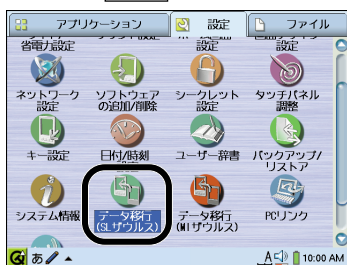 アプリケーション 設定 ファイル
省電力設定 設定 設定
ネットワーク設定 ソフトウェアの追加/削除 シークレット設定 タッチパネル調整
キー設定 日付/時刻 ユーザー辞書 バックアップ/リストア
システム情報 データ移行(SLザウルス) データ移行(MIザウルス) PCリンク
あ A 10:00 AM